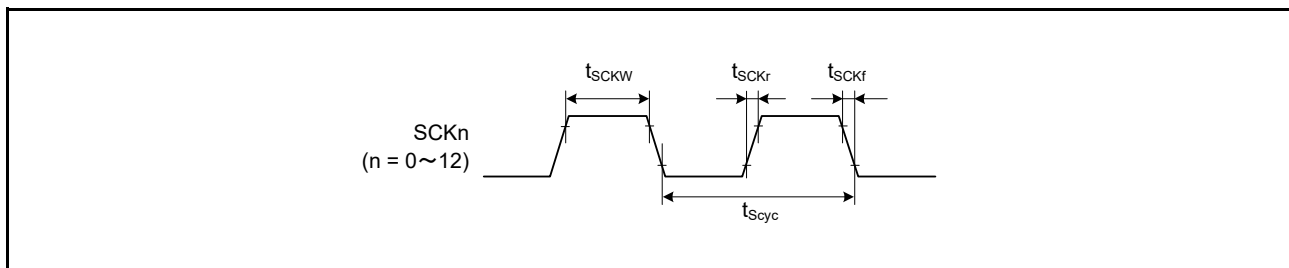 tSCKW
tSCKr
tSCKf
SCKn
(n = 0～12)
tScyc